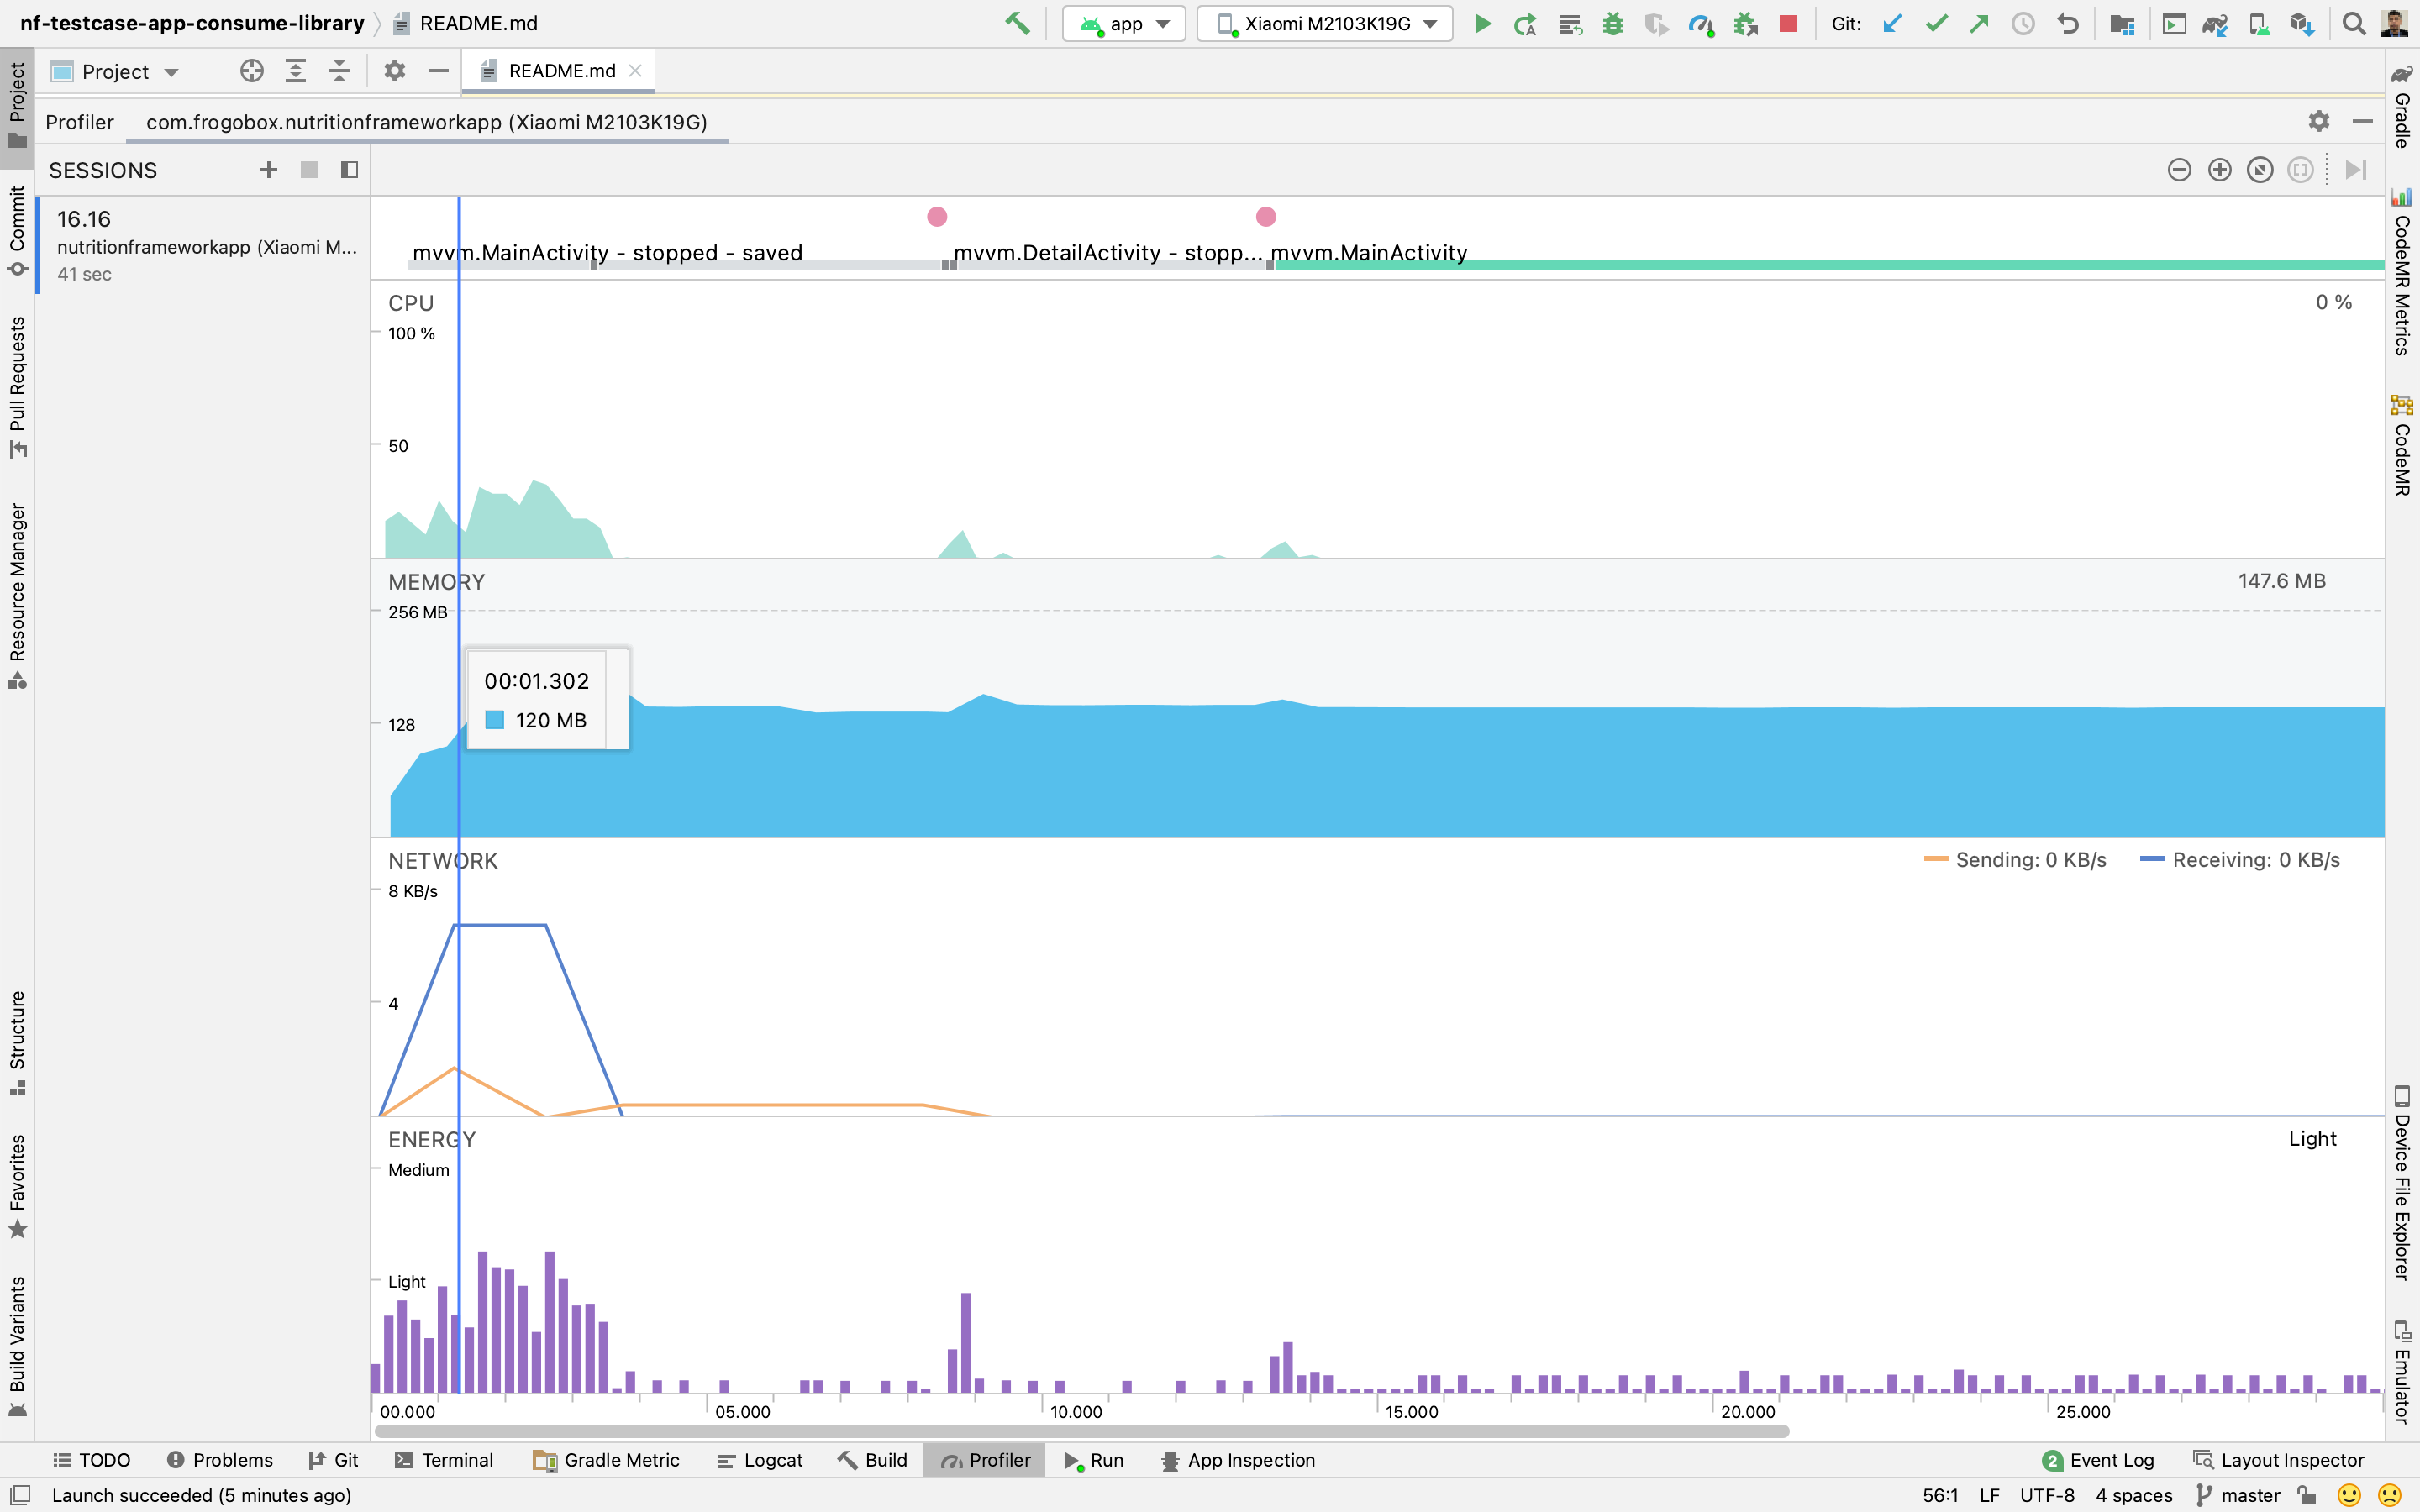 nf-testcase-app-consume-library README.md
app
Xiaomi M2103K19G
Git:
Project
README.md
Profiler com.frogobox.nutritionframeworkapp (Xiaomi M2103K19G)
SESSIONS
16.16
nutritionframeworkapp (Xiaomi M...
41 sec
mvvm.MainActivity - stopped - saved
mvvm.DetailActivity - stopp...
mvvm.MainActivity
CPU
0 %
100 %
50
MEMORY
147.6 MB
256 MB
128
00:01.302
120 MB
NETWORK
Sending: 0 KB/s
Receiving: 0 KB/s
8 KB/s
4
ENERGY
Light
Medium
Light
00.000 05.000 10.000 15.000 20.000 25.000
Project
Commit
Pull Requests
Resource Manager
Structure
Favorites
Build Variants
Gradle
CodeMR Metrics
CodeMR
Device File Explorer
Emulator
TODO
Problems
Git
Terminal
Gradle Metric
Logcat
Build
Profiler
Run
App Inspection
2 Event Log
Layout Inspector
Launch succeeded (5 minutes ago)
56:1 LF UTF-8 4 spaces master